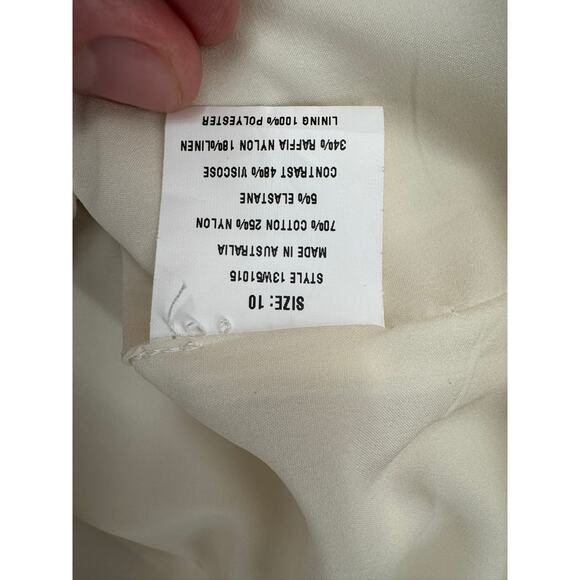 SIZE: 10
STYLE 13W51015
MADE IN AUSTRALIA
70% COTTON 25% NYLON
5% ELASTANE
CONTRAST 48% VISCOSE
34% RAFFIA NYLON 18%LINEN
LINING 100% POLYESTER